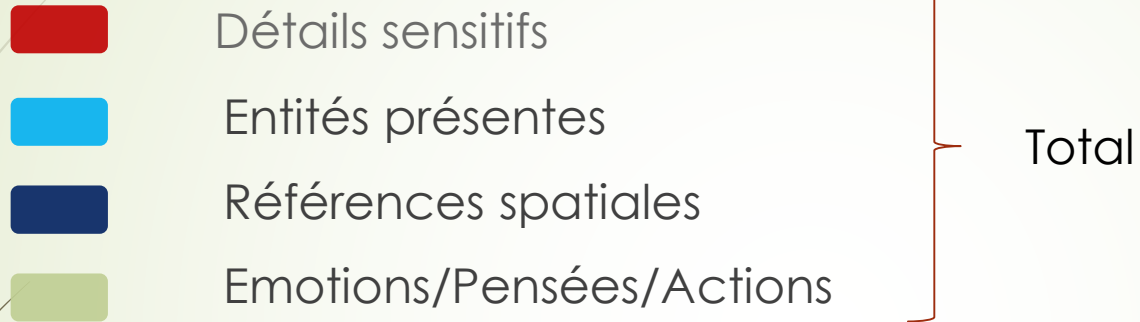 Détails sensitifs
Entités présentes
Total
Références spatiales
Emotions/Pensées/Actions